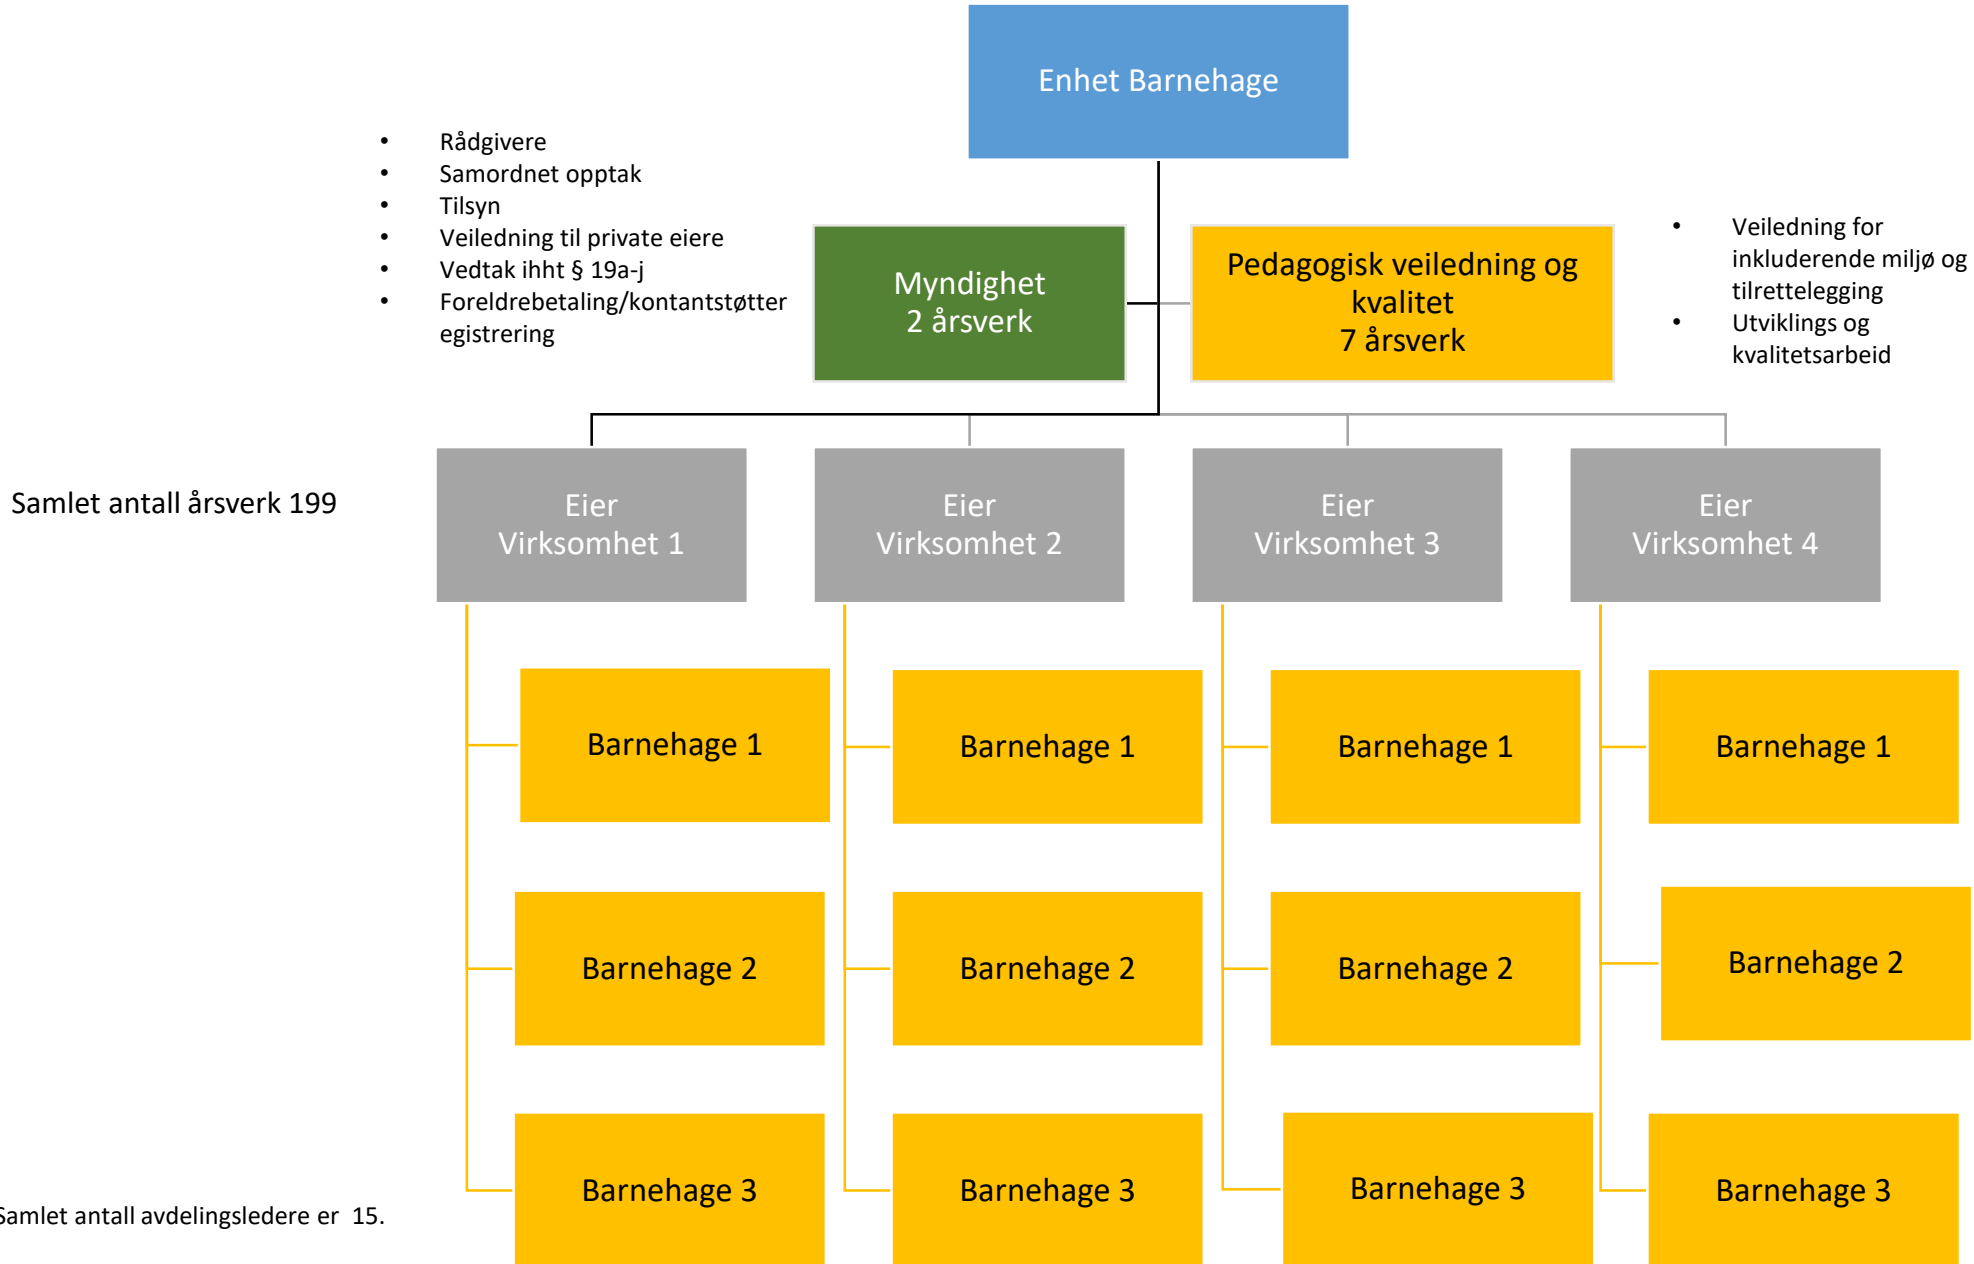 Enhet Barnehage
• Rådgivere
• Samordnet opptak
• Tilsyn
• Veiledning til private eiere
• Vedtak ihht § 19a-j
• Foreldrebetaling/kontantstøtter
egistrering
Myndighet
2 årsverk
Pedagogisk veiledning og
kvalitet
7 årsverk
• Veiledning for
inkluderende miljø og
tilrettelegging
• Utviklings og
kvalitetsarbeid
Samlet antall årsverk 199
Eier
Virksomhet 1
Eier
Virksomhet 2
Eier
Virksomhet 3
Eier
Virksomhet 4
Barnehage 1
Barnehage 1
Barnehage 1
Barnehage 1
Barnehage 2
Barnehage 2
Barnehage 2
Barnehage 2
Barnehage 3
Barnehage 3
Barnehage 3
Barnehage 3
Samlet antall avdelingsledere er 15.